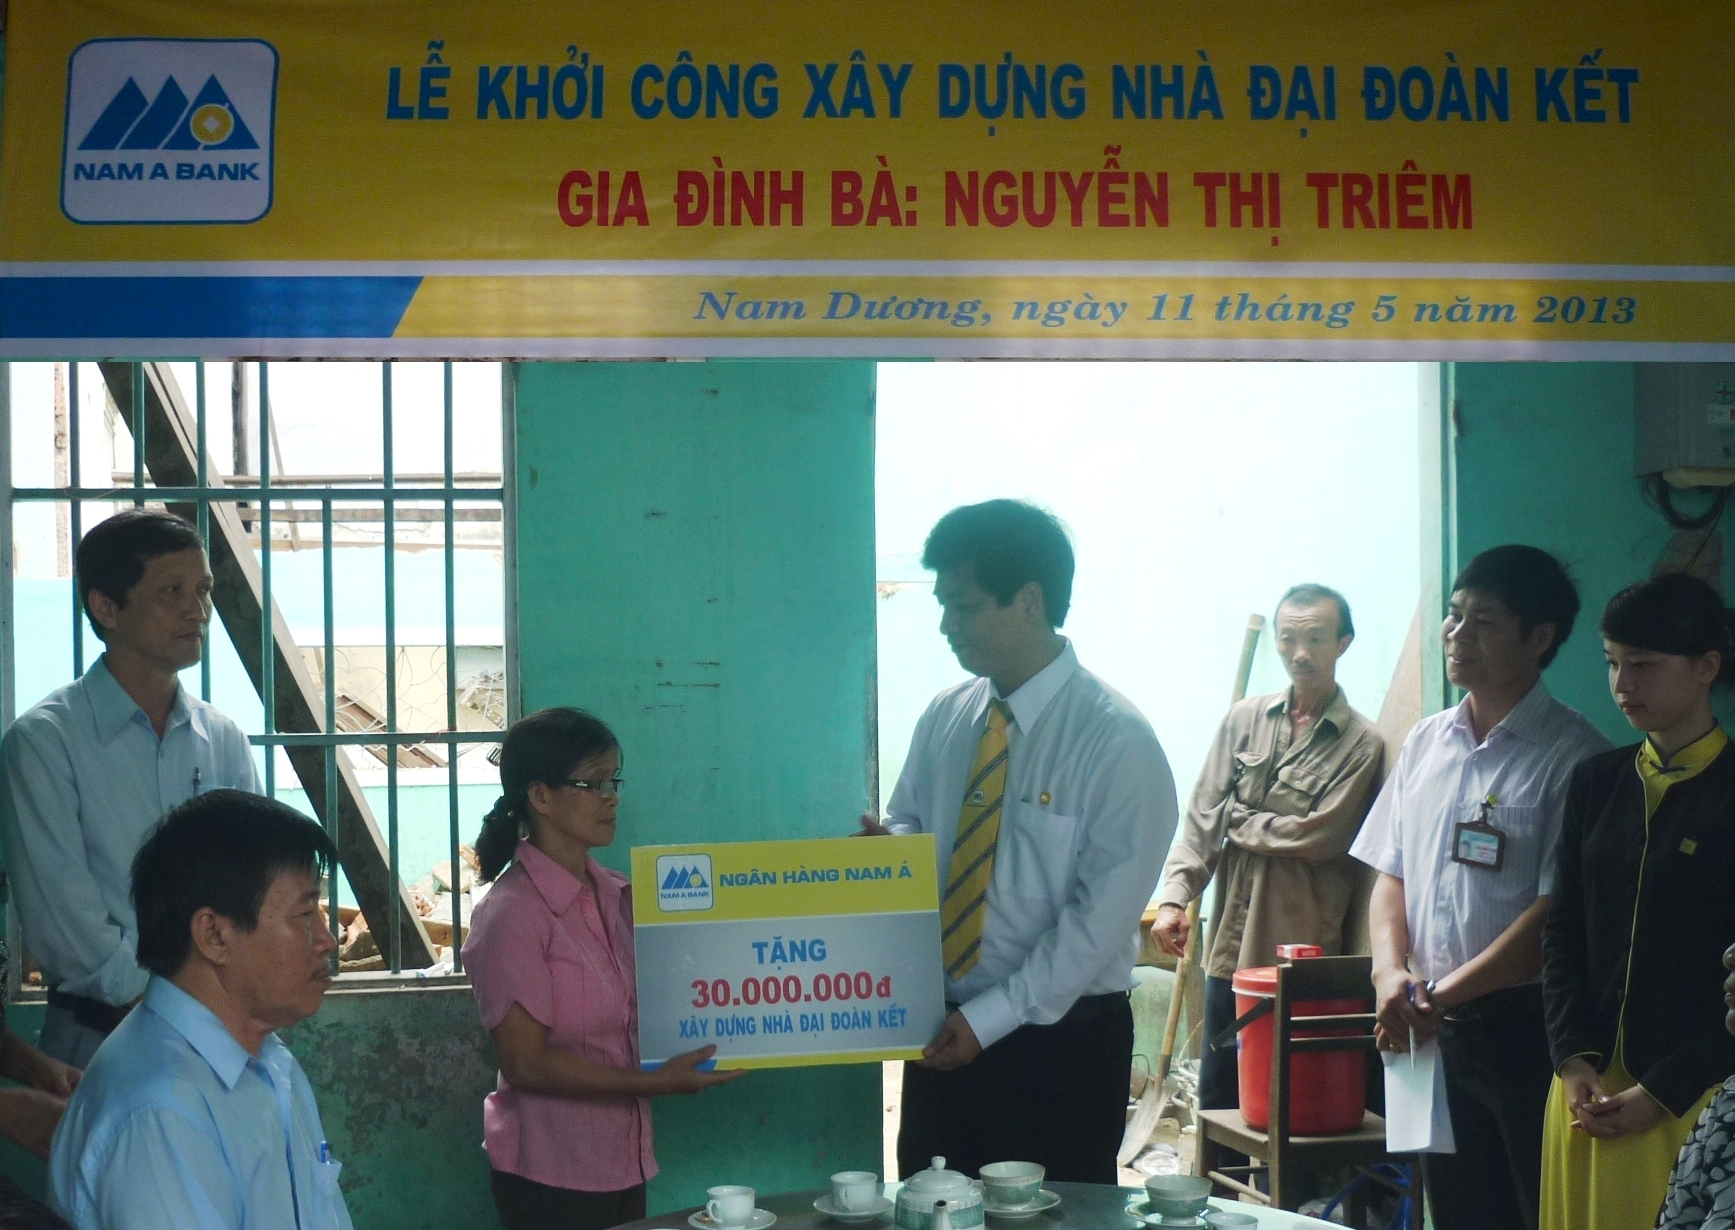 LỄ KHỞI CÔNG XÂY DỰNG NHÀ ĐẠI ĐOÀN KẾT
NAM A BANK
GIA ĐÌNH BÀ: NGUYỄN THỊ TRIÊM
Nam Dương, ngày 11 tháng 5 năm 2013
NGÂN HÀNG NAM Á
NAM A BANK
TẶNG
30.000.000đ
XÂY DỰNG NHÀ ĐẠI ĐOÀN KẾT